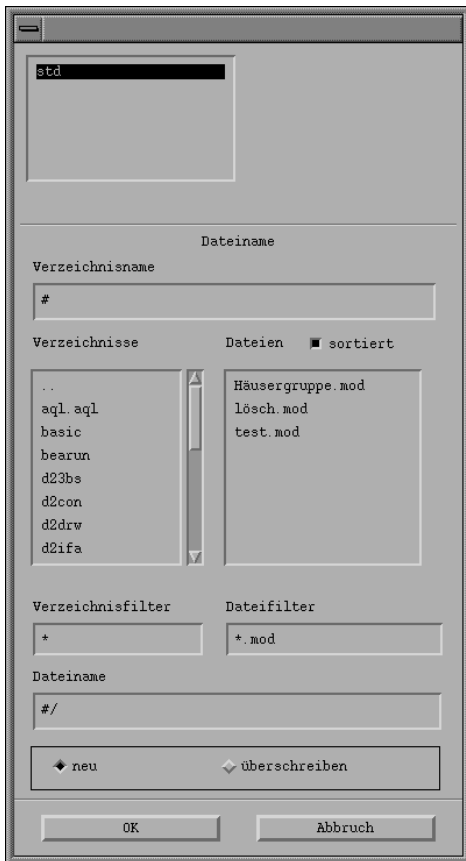 std
Dateiname
Verzeichnisname
#
Verzeichnisse
Dateien sortiert
..
aql.aql
basic
bearun
d23bs
d2con
d2drw
d2ifa
Häusergruppe.mod
lösch.mod
test.mod
Verzeichnisfilter
Dateifilter
*
*.mod
Dateiname
#/
neu
überschreiben
OK
Abbruch